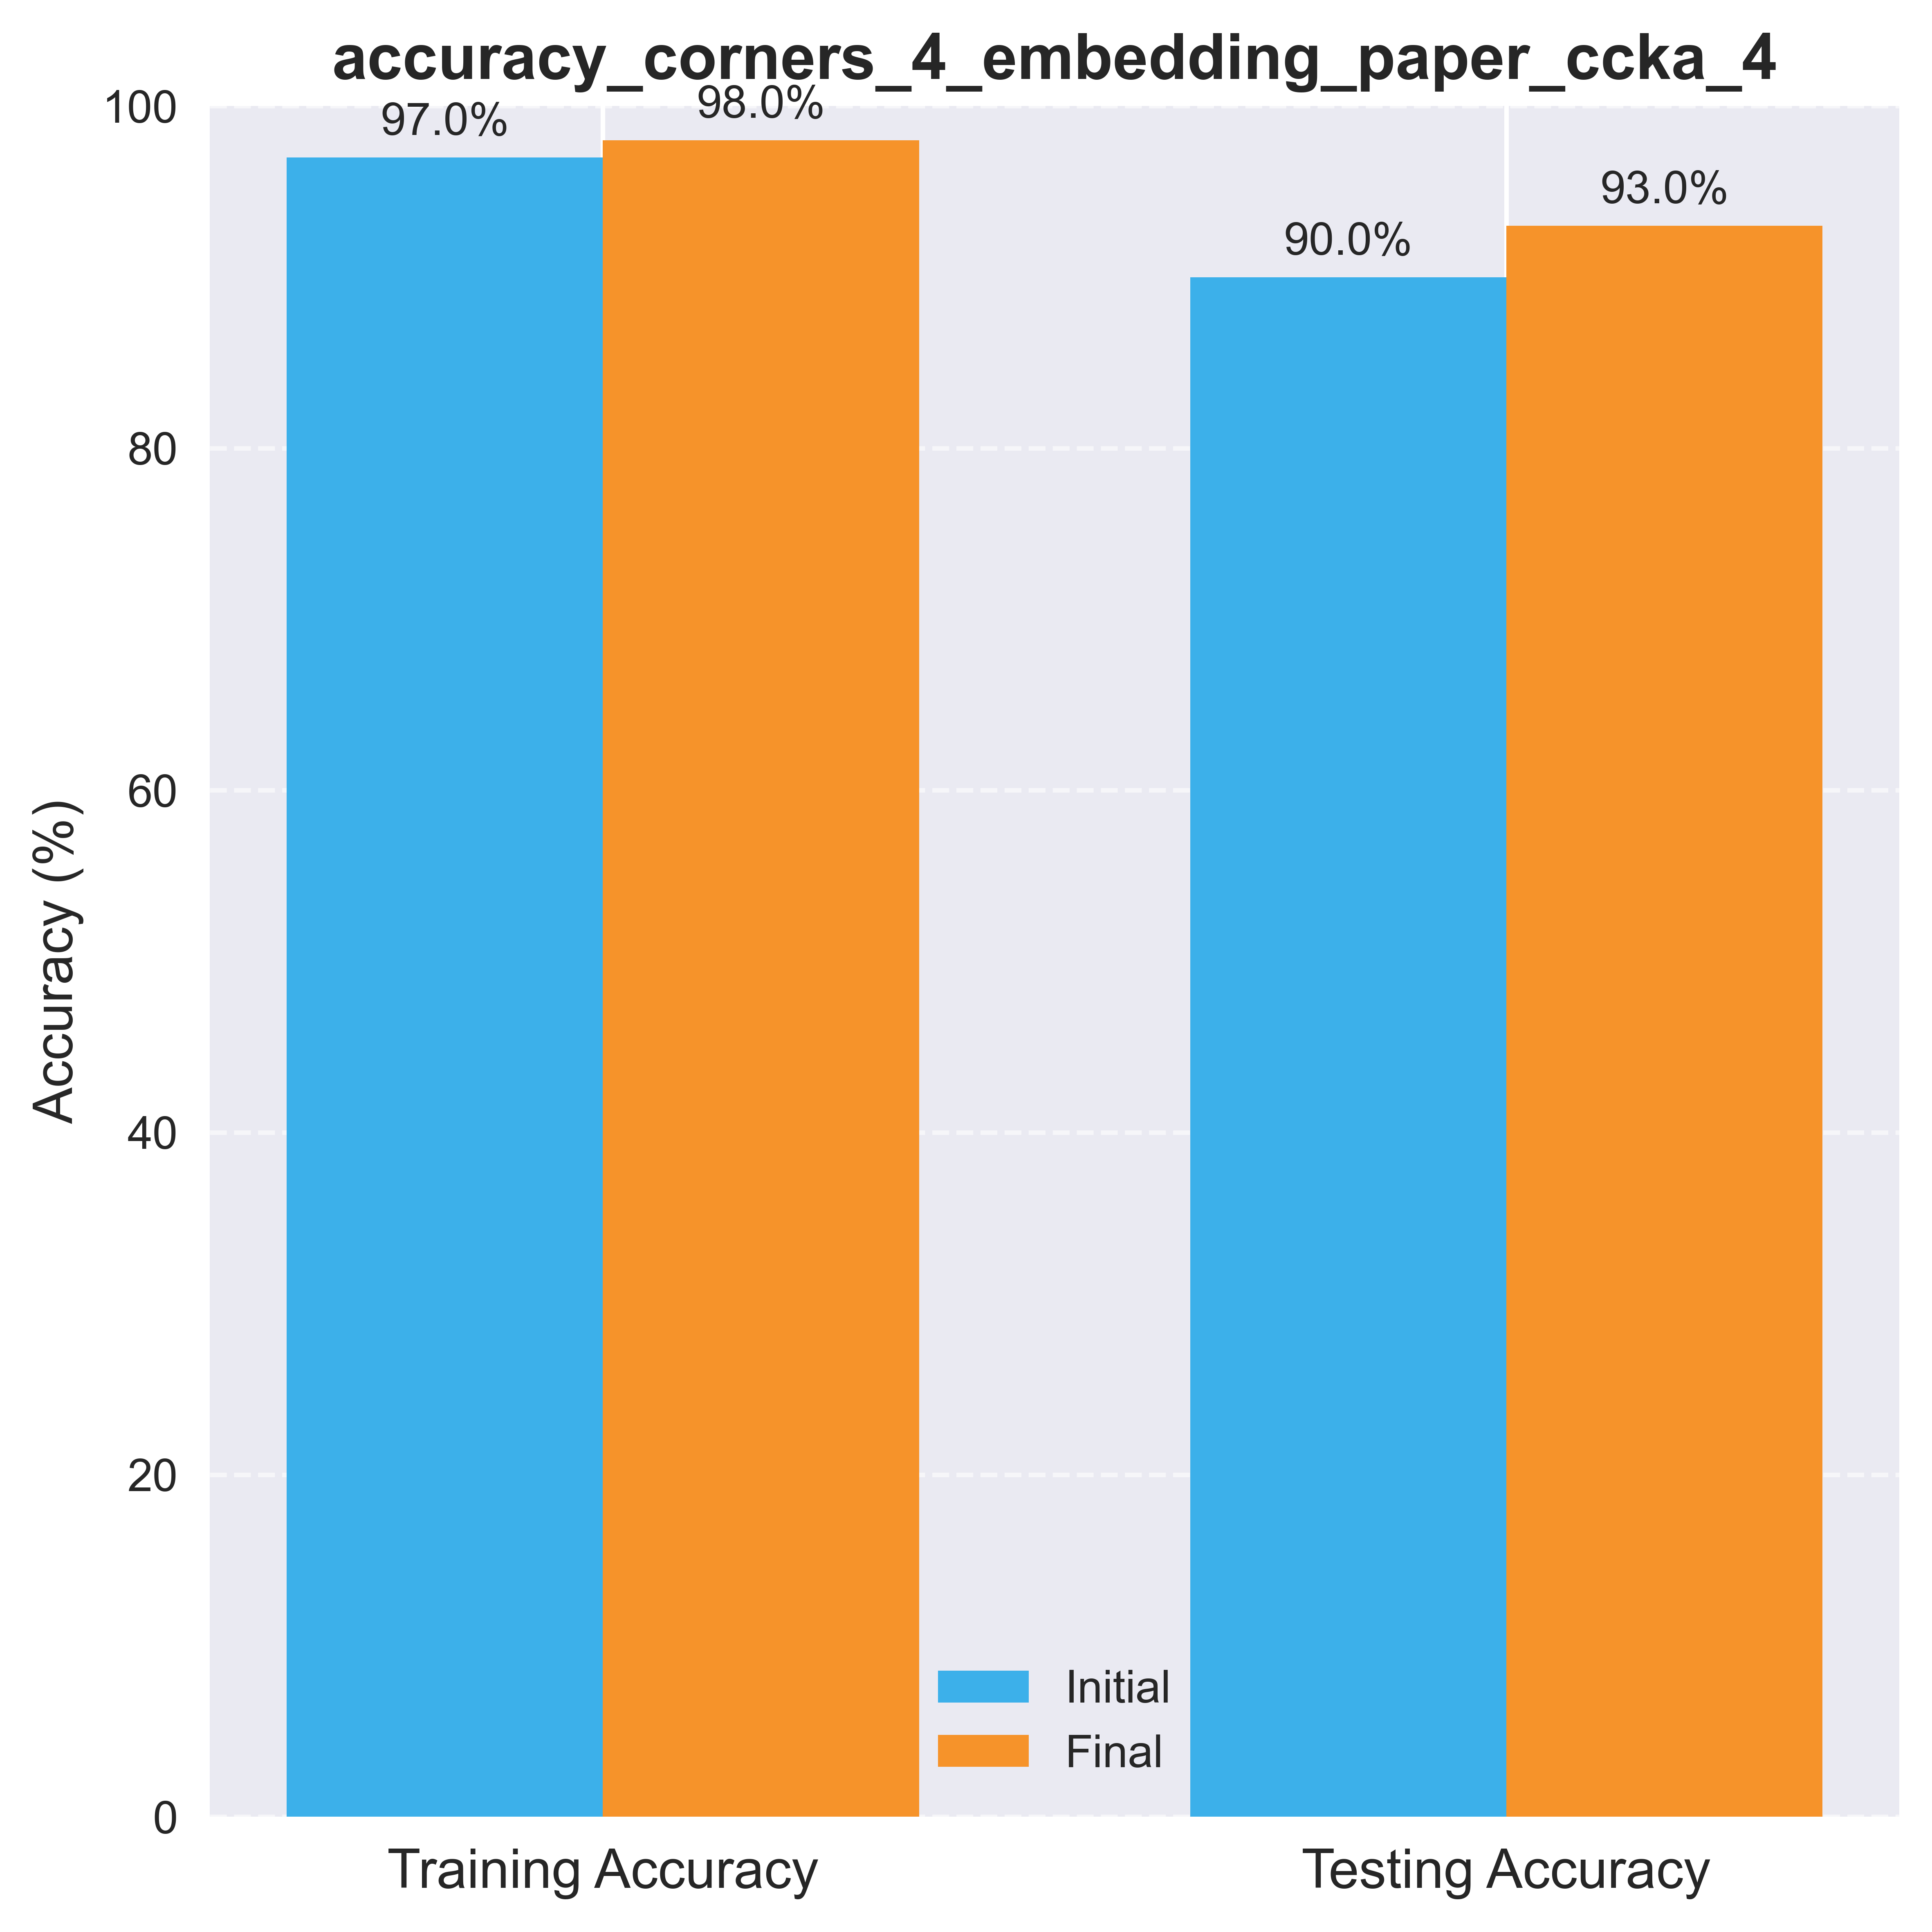 accuracy_corners_4_embedding_paper_ccka_4
97.0%
98.0%
90.0%
93.0%
100
80
60
40
20
0
Accuracy (%)
Initial
Final
Training Accuracy
Testing Accuracy